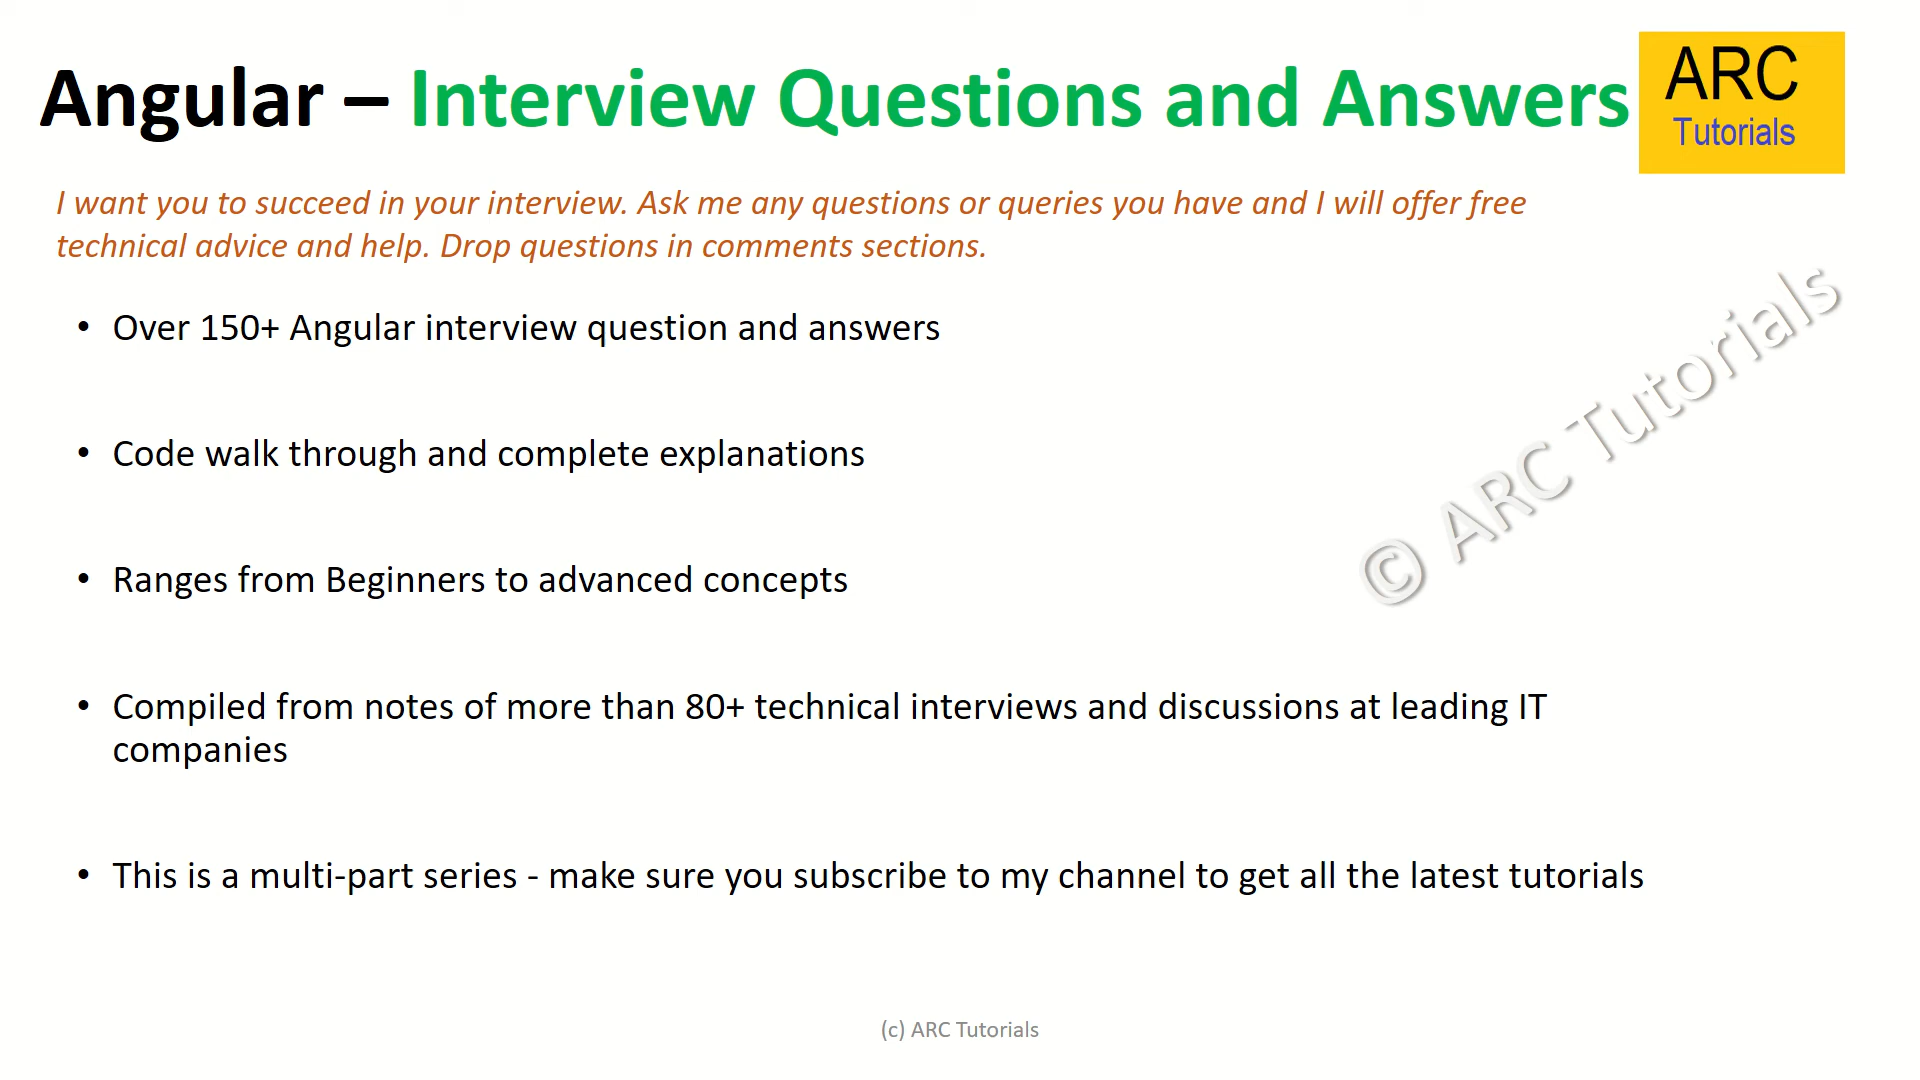 Angular – Interview Questions and Answers
ARC
Tutorials
I want you to succeed in your interview. Ask me any questions or queries you have and I will offer free
technical advice and help. Drop questions in comments sections.
• Over 150+ Angular interview question and answers
© ARC Tutorials
• Code walk through and complete explanations
• Ranges from Beginners to advanced concepts
• Compiled from notes of more than 80+ technical interviews and discussions at leading IT
companies
• This is a multi-part series - make sure you subscribe to my channel to get all the latest tutorials
(c) ARC Tutorials